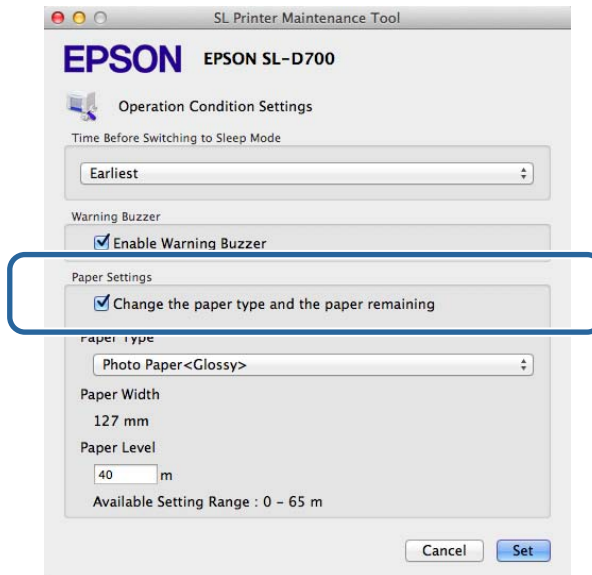 SL Printer Maintenance Tool
EPSON EPSON SL-D700
Operation Condition Settings
Time Before Switching to Sleep Mode
Earliest
Warning Buzzer
Enable Warning Buzzer
Paper Settings
Change the paper type and the paper remaining
Paper Type
Photo Paper<Glossy>
Paper Width
127 mm
Paper Level
40 m
Available Setting Range : 0 – 65 m
Cancel Set